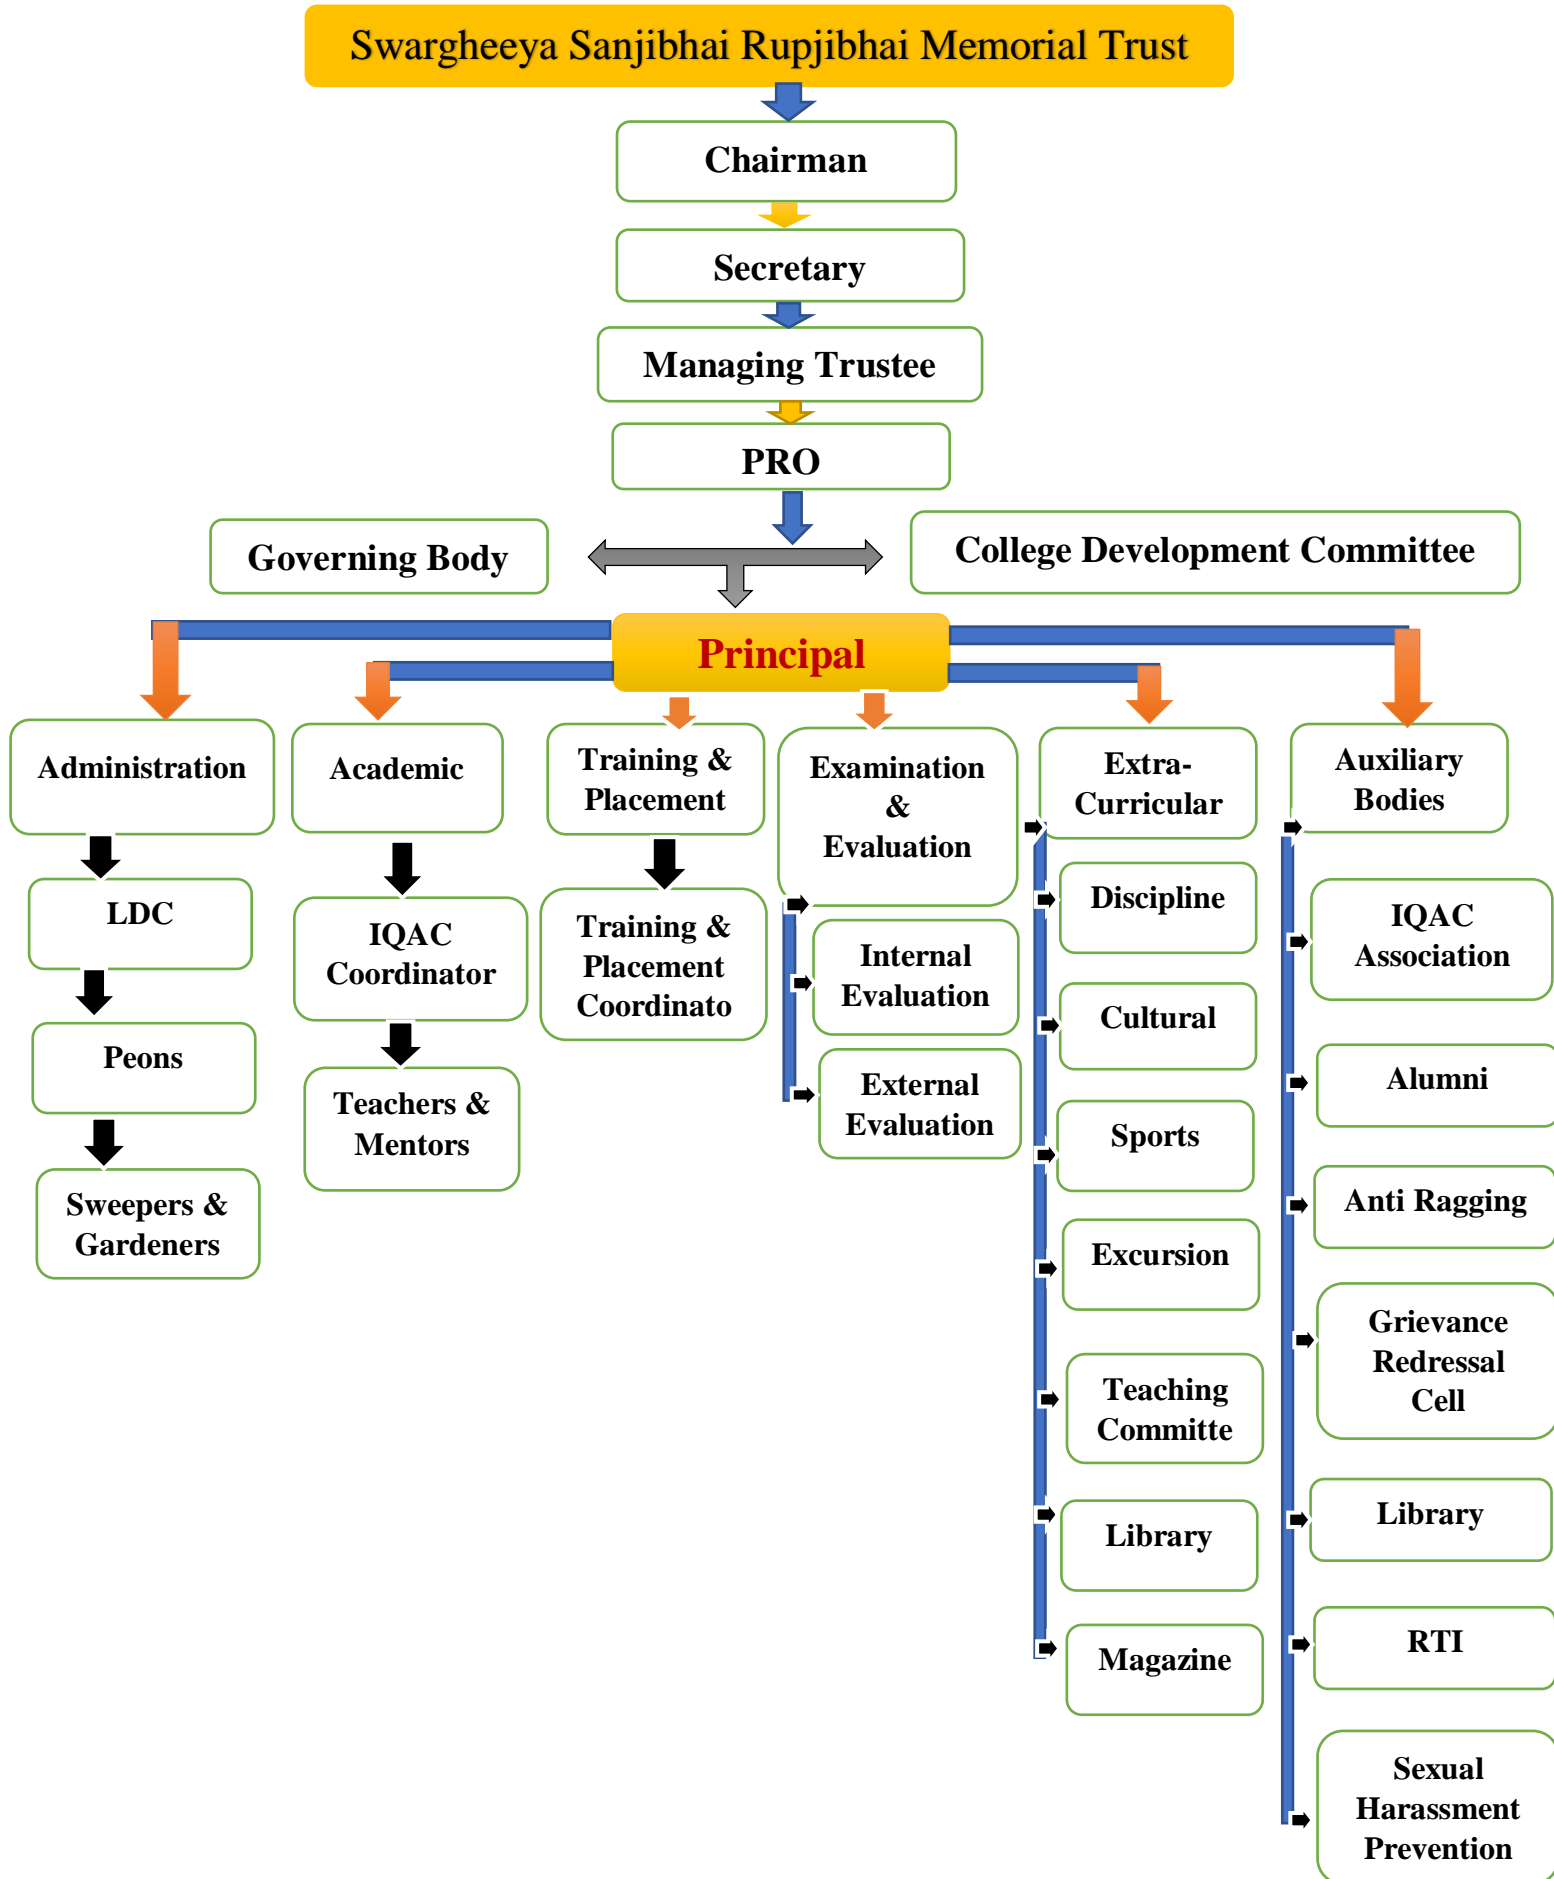 Swargheeya Sanjibhai Rupjibhai Memorial Trust
Chairman
Secretary
Managing Trustee
PRO
Governing Body
College Development Committee
Principal
Administration
LDC
Peons
Sweepers &
Gardeners
Academic
IQAC
Coordinator
Teachers &
Mentors
Training &
Placement
Training &
Placement
Coordinato
Examination
&
Evaluation
Internal
Evaluation
External
Evaluation
Extra-
Curricular
Discipline
Cultural
Sports
Excursion
Teaching
Committe
Library
Magazine
Auxiliary
Bodies
IQAC
Association
Alumni
Anti Ragging
Grievance
Redressal
Cell
Library
RTI
Sexual
Harassment
Prevention